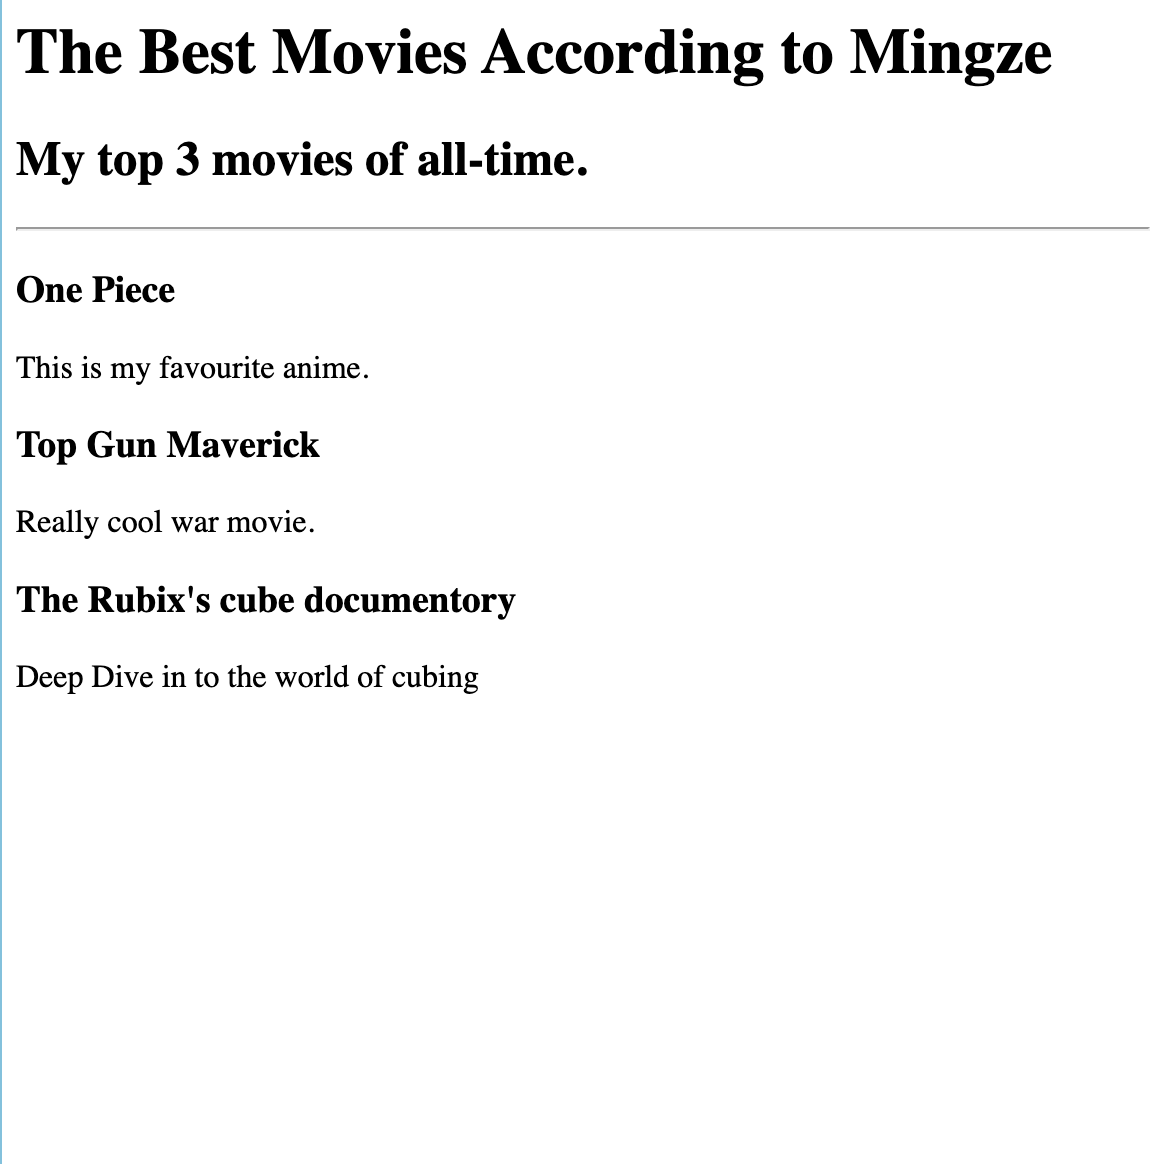 The Best Movies According to Mingze
My top 3 movies of all-time.
One Piece
This is my favourite anime.
Top Gun Maverick
Really cool war movie.
The Rubix's cube documentory
Deep Dive in to the world of cubing